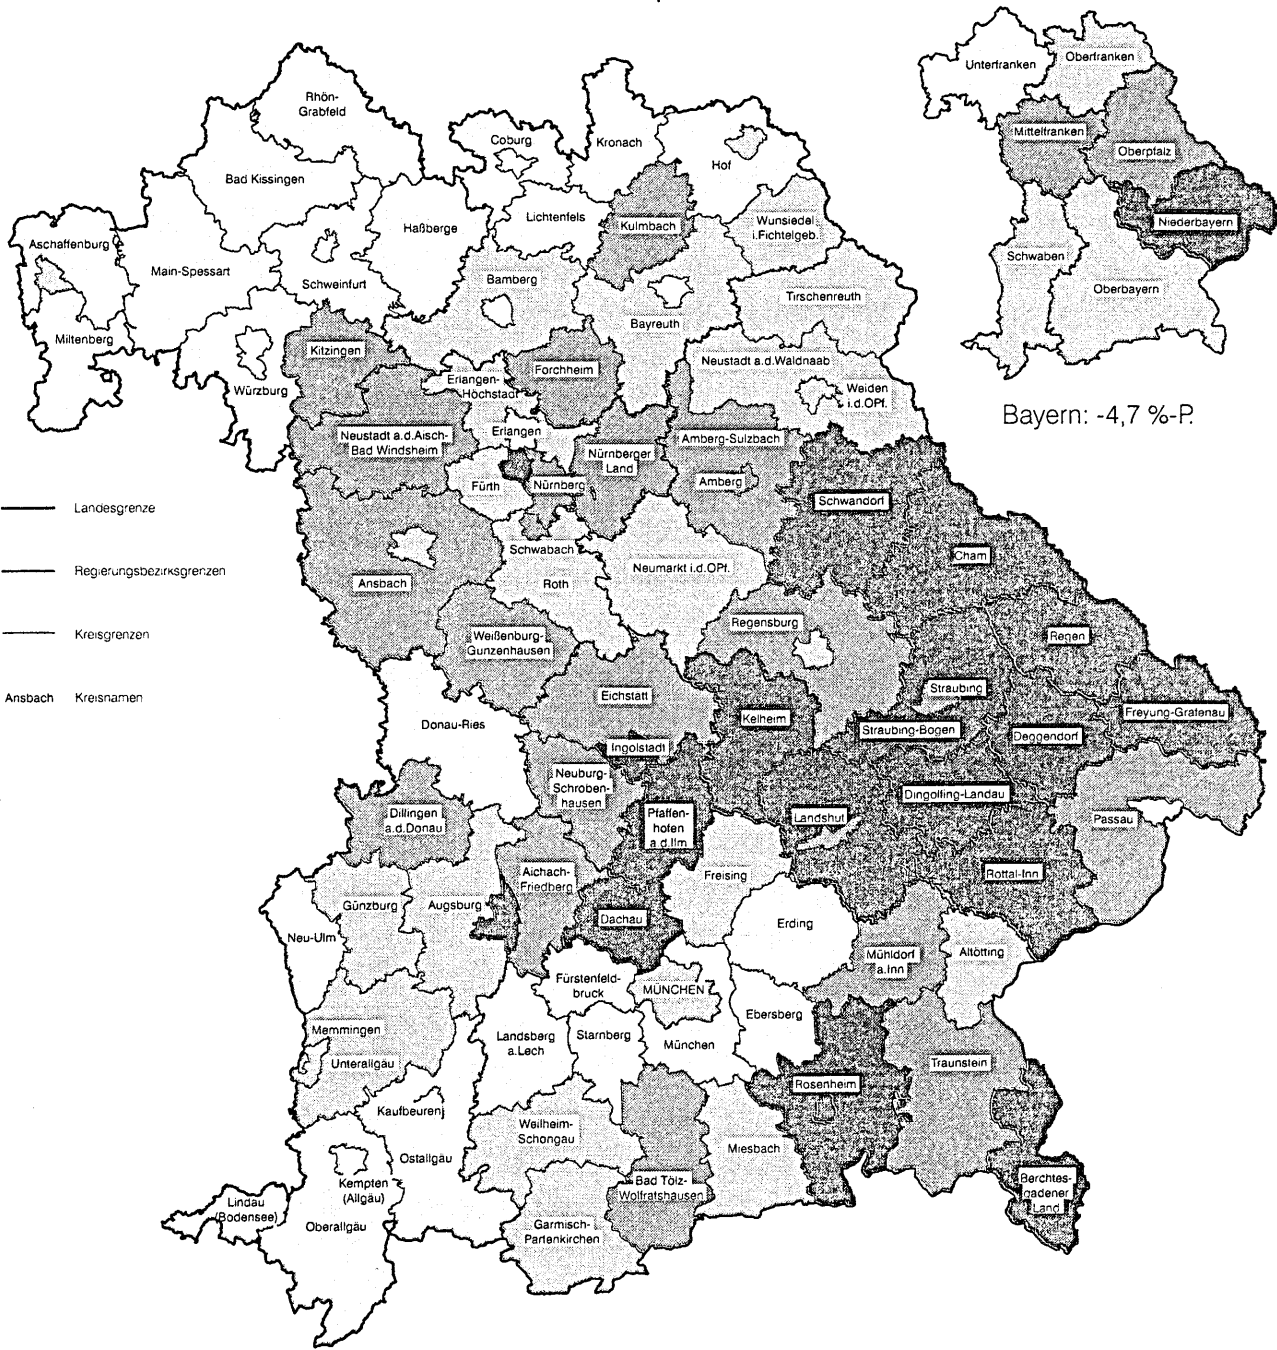 Unterfranken
Oberfranken
Mittelfranken
Oberpfalz
Niederbayern
Schwaben
Oberbayern
Bayern: -4,7 %-P.
Rhön-
Grabfeld
Coburg
Kronach
Hof
Bad Kissingen
Lichtenfels
Kulmbach
Wunsiedel
i.Fichtelgeb.
Haßberge
Aschaffenburg
Main-Spessart
Schweinfurt
Bamberg
Tirschenreuth
Bayreuth
Miltenberg
Kitzingen
Würzburg
Erlangen-
Höchstadt
Forchheim
Neustadt a.d.Waldnaab
Weiden
i.d.OPf.
Neustadt a.d.Aisch-
Bad Windsheim
Erlangen
Nürnberger
Land
Amberg-Sulzbach
Amberg
Fürth
Nürnberg
Schwandorf
Landesgrenze
Regierungsbezirksgrenzen
Kreisgrenzen
Ansbach Kreisnamen
Schwabach
Roth
Neumarkt i.d.OPf.
Cham
Ansbach
Weißenburg-
Gunzenhausen
Regensburg
Regen
Eichstatt
Straubing
Kelheim
Straubing-Bogen
Deggendorf
Freyung-Grafenau
Donau-Ries
Ingolstadt
Neuburg-
Schroben-
hausen
Dingolfing-Landau
Dillingen
a.d.Donau
Pfaffen-
hofen
a.d.Ilm
Landshut
Passau
Aichach-
Friedberg
Freising
Rottal-Inn
Günzburg
Augsburg
Dachau
Erding
Neu-Ulm
Mühldorf
a.Inn
Altötting
Fürstenfeld-
bruck
MÜNCHEN
Ebersberg
Memmingen
Unterallgäu
Landsberg
a.Lech
Starnberg
München
Traunstein
Rosenheim
Kaufbeuren
Weilheim-
Schongau
Miesbach
Ostallgäu
Kempten
(Allgäu)
Bad Tölz-
Wolfratshausen
Berchtes-
gadener
Land
Lindau
(Bodensee)
Oberallgäu
Garmisch-
Partenkirchen